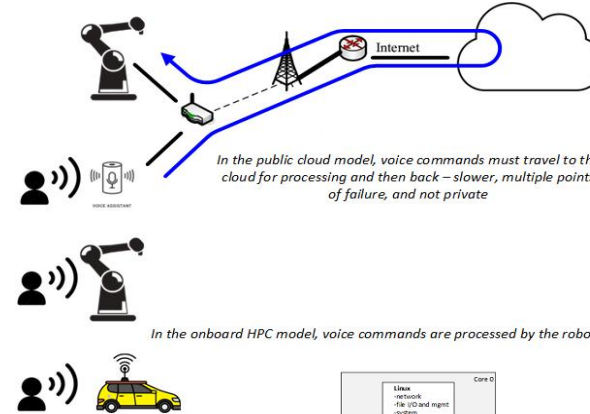 Internet
In the public cloud model, voice commands must travel to th
cloud for processing and then back – slower, multiple points
of failure, and not private
VOICE ASSISTANT
In the onboard HPC model, voice commands are processed by the robo
Core 0
Linux
-network
-file I/O and mgmt
-system